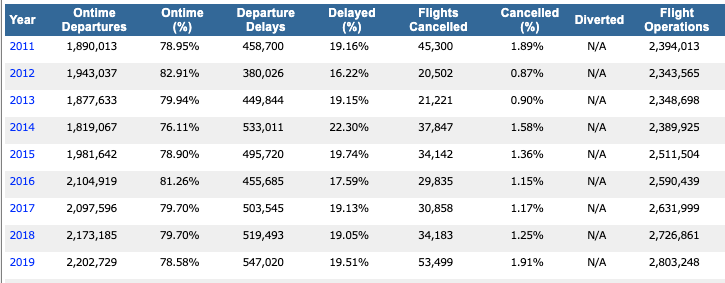 Year Ontime Departures Ontime (%) Departure Delays Delayed (%) Flights Cancelled Cancelled (%) Diverted Flight Operations
2011 1,890,013 78.95% 458,700 19.16% 45,300 1.89% N/A 2,394,013
2012 1,943,037 82.91% 380,026 16.22% 20,502 0.87% N/A 2,343,565
2013 1,877,633 79.94% 449,844 19.15% 21,221 0.90% N/A 2,348,698
2014 1,819,067 76.11% 533,011 22.30% 37,847 1.58% N/A 2,389,925
2015 1,981,642 78.90% 495,720 19.74% 34,142 1.36% N/A 2,511,504
2016 2,104,919 81.26% 455,685 17.59% 29,835 1.15% N/A 2,590,439
2017 2,097,596 79.70% 503,545 19.13% 30,858 1.17% N/A 2,631,999
2018 2,173,185 79.70% 519,493 19.05% 34,183 1.25% N/A 2,726,861
2019 2,202,729 78.58% 547,020 19.51% 53,499 1.91% N/A 2,803,248